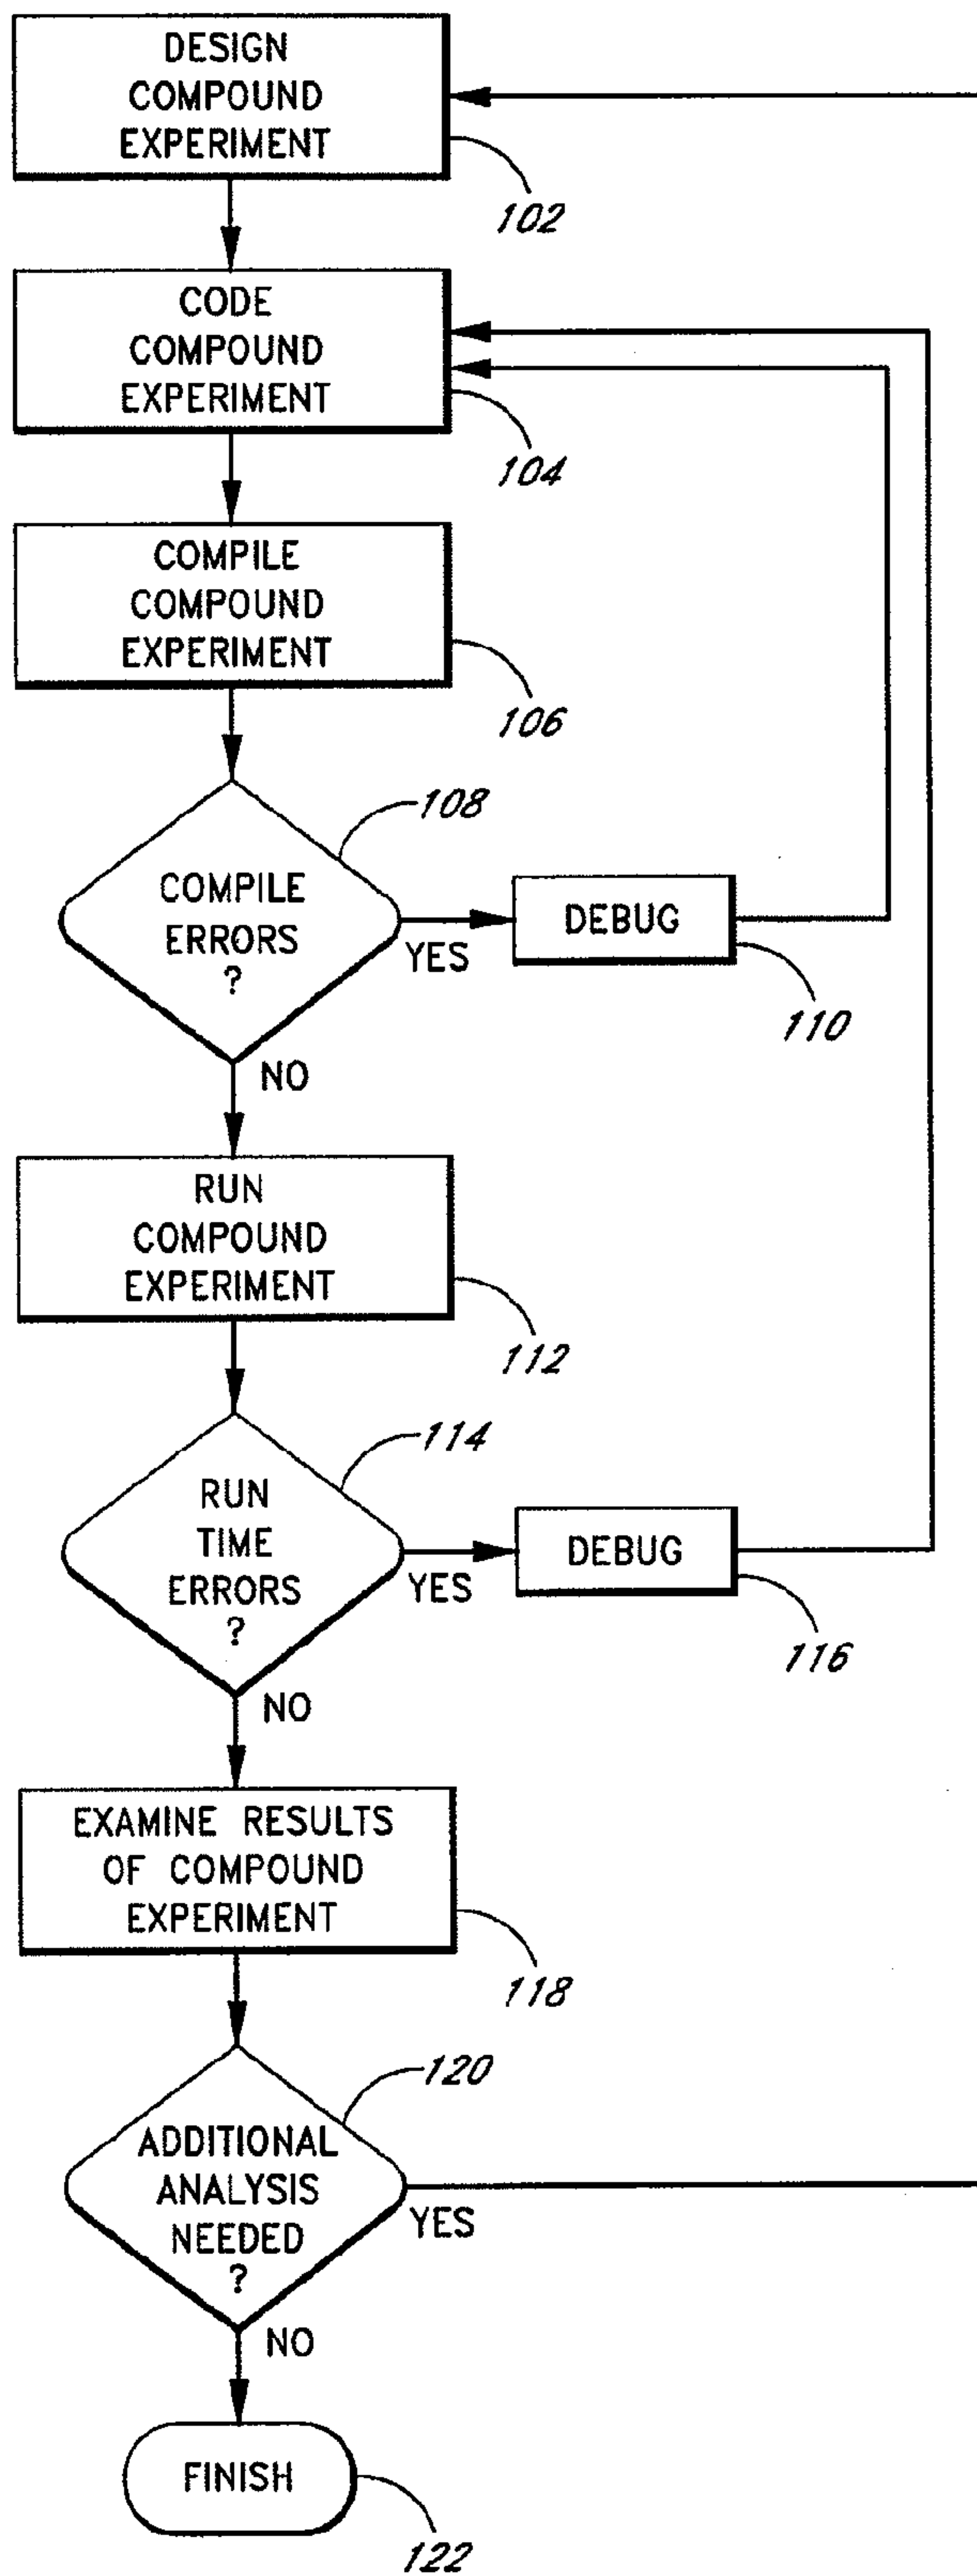 DESIGN
COMPOUND
EXPERIMENT
102
CODE
COMPOUND
EXPERIMENT
104
COMPILE
COMPOUND
EXPERIMENT
106
108
COMPILE
ERRORS
?
YES
DEBUG
110
NO
RUN
COMPOUND
EXPERIMENT
112
114
RUN
TIME
ERRORS
?
YES
DEBUG
116
NO
EXAMINE RESULTS
OF COMPOUND
EXPERIMENT
118
120
ADDITIONAL
ANALYSIS
NEEDED
?
YES
NO
FINISH
122